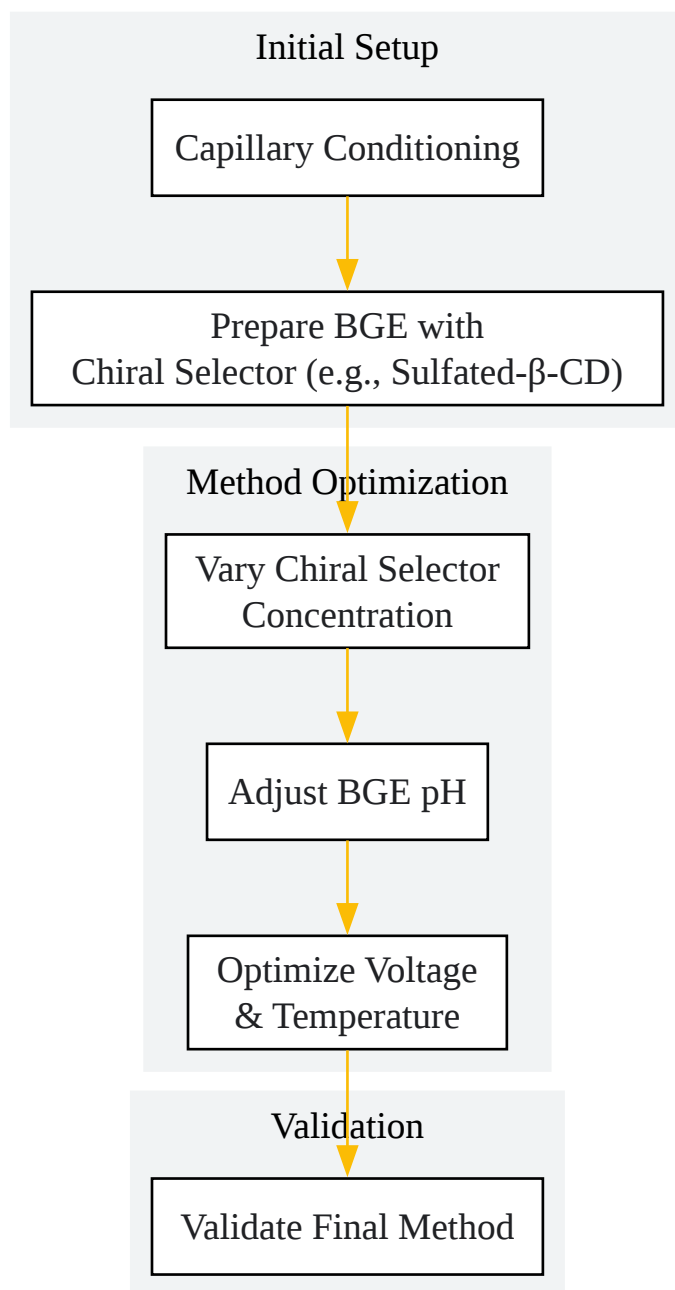 Initial Setup
Capillary Conditioning
Prepare BGE with
Chiral Selector (e.g., Sulfated-β-CD)
Method Optimization
Vary Chiral Selector
Concentration
Adjust BGE pH
Optimize Voltage
& Temperature
Validation
Validate Final Method